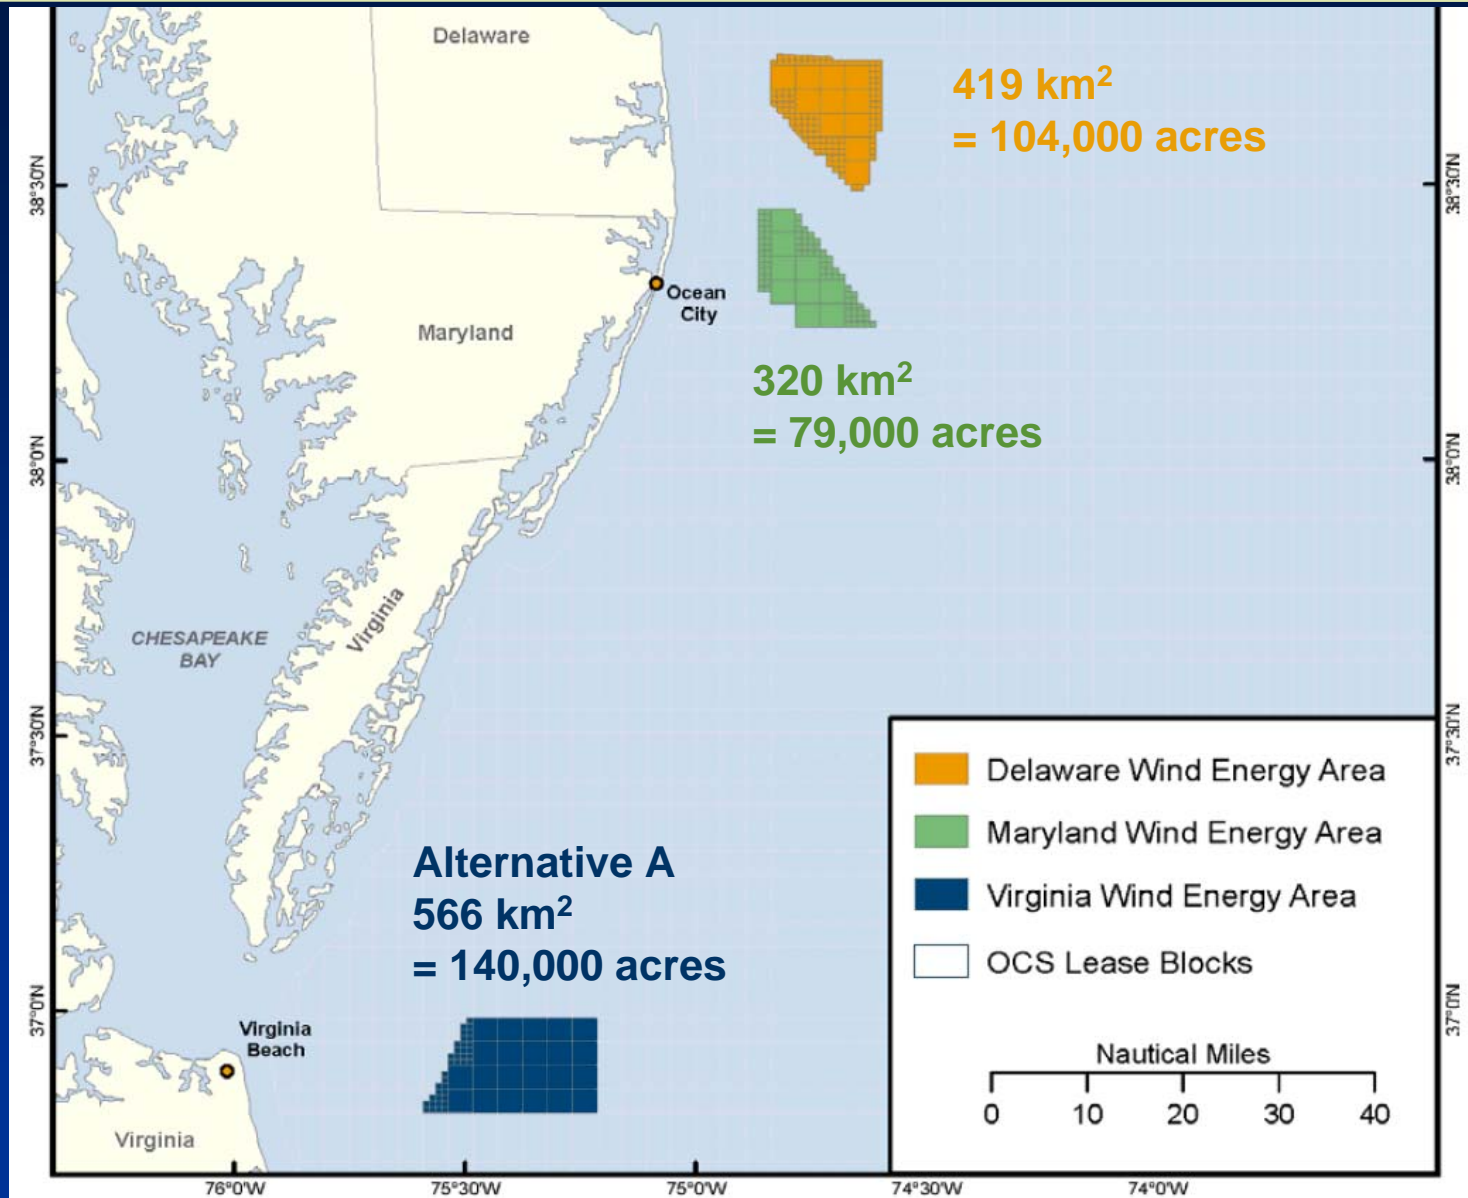 Delaware
419 km²
= 104,000 acres
38°30'N
38°30'N
Ocean
City
Maryland
320 km²
= 79,000 acres
38°0'N
38°0'N
Virginia
CHESAPEAKE
BAY
37°30'N
37°30'N
Delaware Wind Energy Area
Maryland Wind Energy Area
Virginia Wind Energy Area
OCS Lease Blocks
Alternative A
566 km²
= 140,000 acres
37°0'N
37°0'N
Virginia
Beach
Nautical Miles
0 10 20 30 40
Virginia
76°0'W 75°30'W 75°0'W 74°30'W 74°0'W